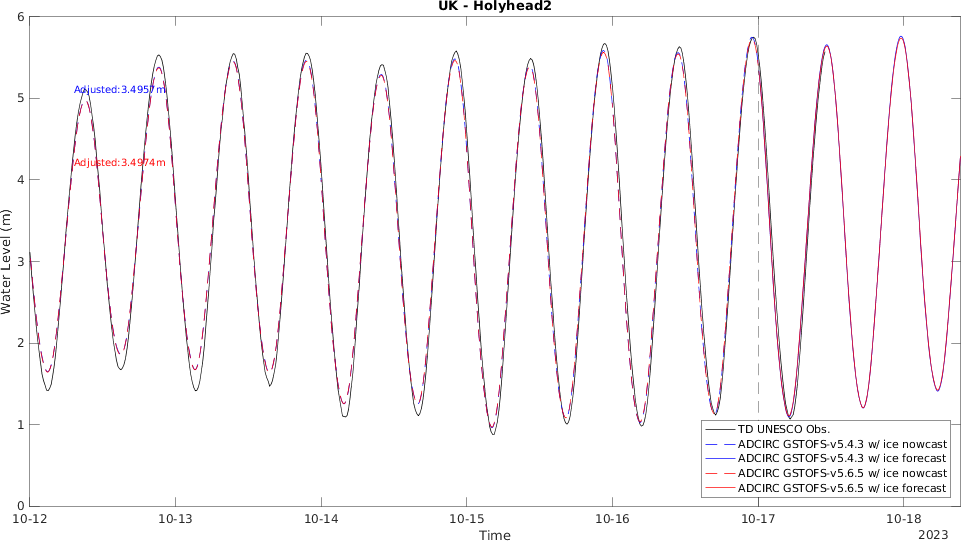 UK - Holyhead2
6
5
4
3
2
1
0
Water Level (m)
Adjusted:3.4957m
Adjusted:3.4974m
TD UNESCO Obs.
ADCIRC GSTOFS-v5.4.3 w/ ice nowcast
ADCIRC GSTOFS-v5.4.3 w/ ice forecast
ADCIRC GSTOFS-v5.6.5 w/ ice nowcast
ADCIRC GSTOFS-v5.6.5 w/ ice forecast
10-12 10-13 10-14 10-15 10-16 10-17 10-18
Time
2023